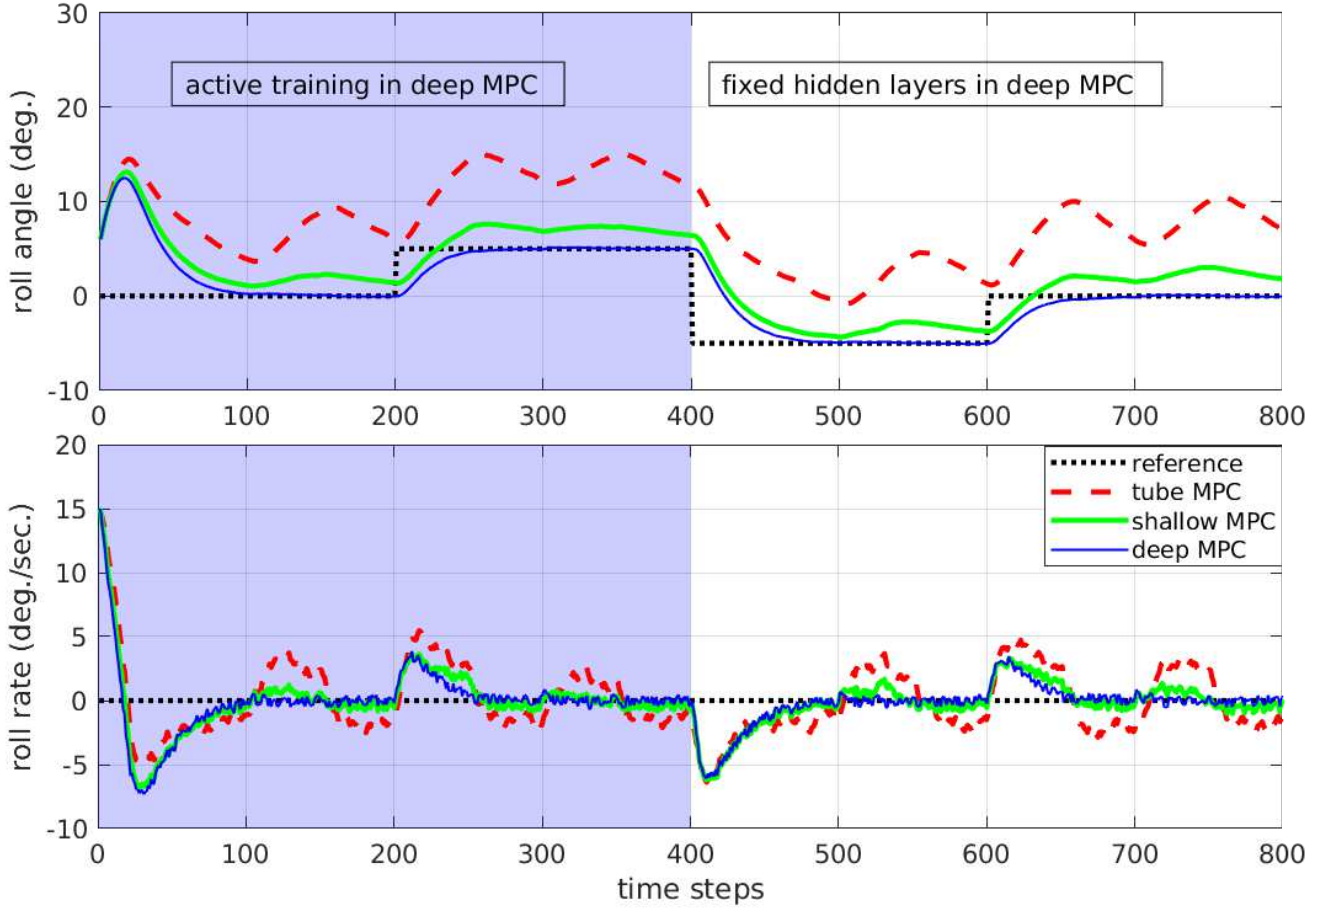 30
20
10
0
-10
roll angle (deg.)
active training in deep MPC
fixed hidden layers in deep MPC
0 100 200 300 400 500 600 700 800
20
15
10
5
0
-5
-10
roll rate (deg./sec.)
reference
tube MPC
shallow MPC
deep MPC
0 100 200 300 400 500 600 700 800
time steps